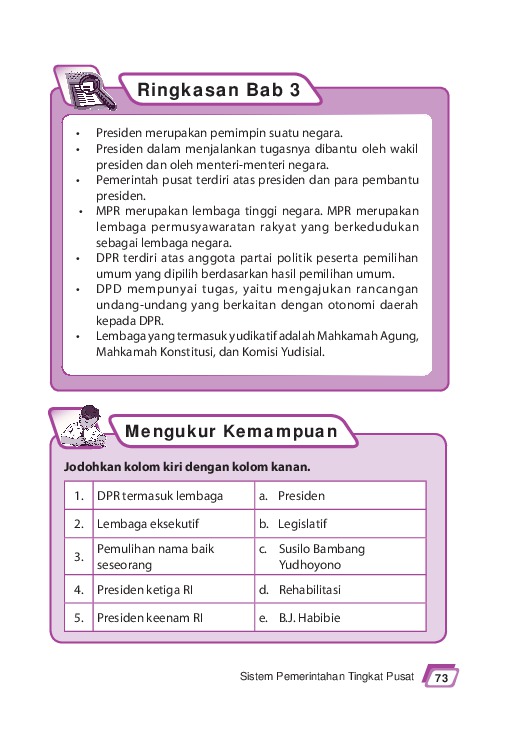 Ringkasan Bab 3
• Presiden merupakan pemimpin suatu negara.
• Presiden dalam menjalankan tugasnya dibantu oleh wakil
presiden dan oleh menteri-menteri negara.
• Pemerintah pusat terdiri atas presiden dan para pembantu
presiden.
• MPR merupakan lembaga tinggi negara. MPR merupakan
lembaga permusyawaratan rakyat yang berkedudukan
sebagai lembaga negara.
• DPR terdiri atas anggota partai politik peserta pemilihan
umum yang dipilih berdasarkan hasil pemilihan umum.
• DPD mempunyai tugas, yaitu mengajukan rancangan
undang-undang yang berkaitan dengan otonomi daerah
kepada DPR.
• Lembaga yang termasuk yudikatif adalah Mahkamah Agung,
Mahkamah Konstitusi, dan Komisi Yudisial.
Mengukur Kemampuan
Jodohkan kolom kiri dengan kolom kanan.
1. DPR termasuk lembaga a. Presiden
2. Lembaga eksekutif b. Legislatif
3. Pemulihan nama baik c. Susilo Bambang
seseorang Yudhoyono
4. Presiden ketiga RI d. Rehabilitasi
5. Presiden keenam RI e. B.J. Habibie
Sistem Pemerintahan Tingkat Pusat 73